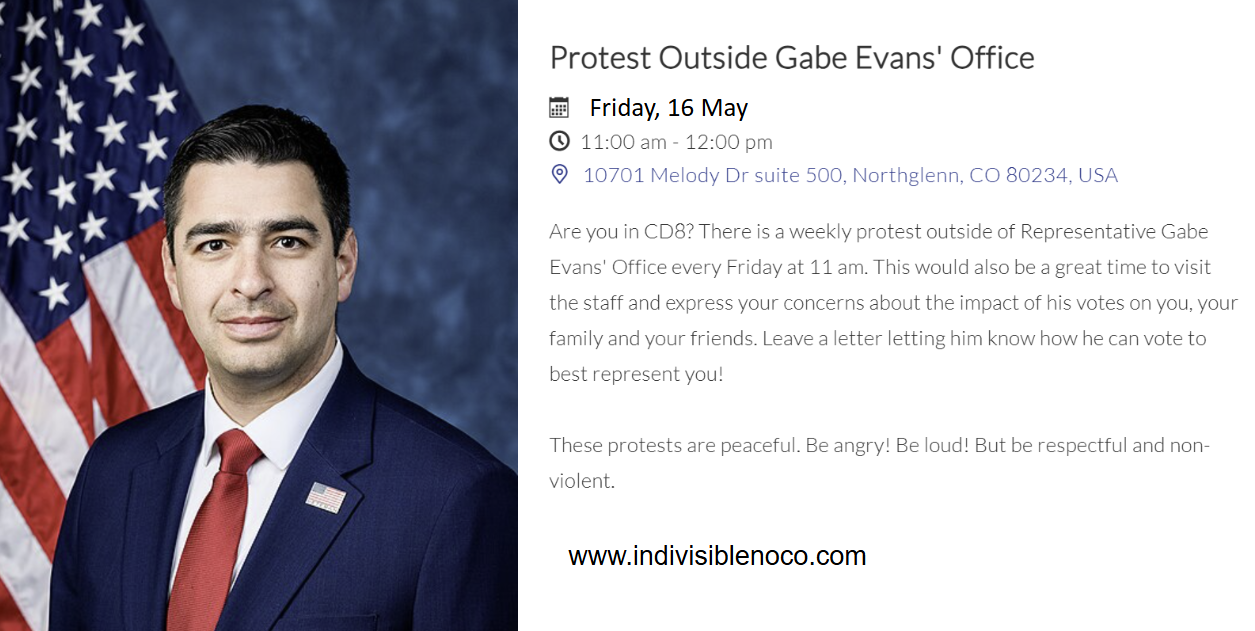 Protest Outside Gabe Evans' Office
Friday, 16 May
11:00 am - 12:00 pm
10701 Melody Dr suite 500, Northglenn, CO 80234, USA
Are you in CD8? There is a weekly protest outside of Representative Gabe
Evans' Office every Friday at 11 am. This would also be a great time to visit
the staff and express your concerns about the impact of his votes on you, your
family and your friends. Leave a letter letting him know how he can vote to
best represent you!
These protests are peaceful. Be angry! Be loud! But be respectful and non-
violent.
www.indivisiblenoco.com